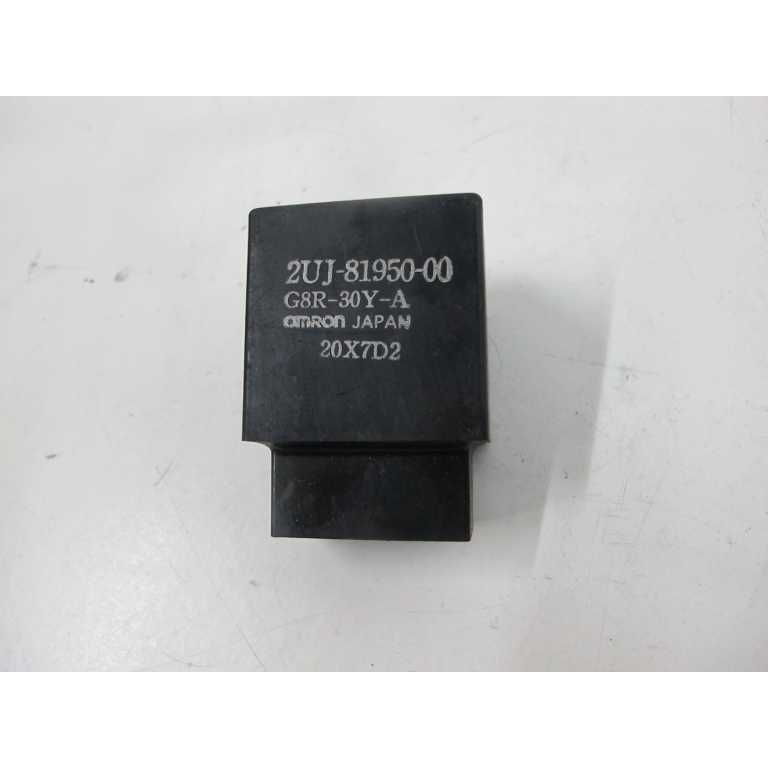 2UJ-81950-00
G8R-30Y-A
omron JAPAN
20X7D2